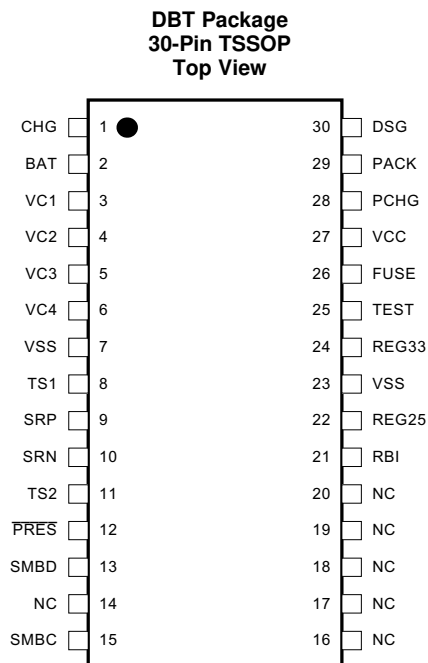 DBT Package
30-Pin TSSOP
Top View
CHG 1 30 DSG
BAT 2 29 PACK
VC1 3 28 PCHG
VC2 4 27 VCC
VC3 5 26 FUSE
VC4 6 25 TEST
VSS 7 24 REG33
TS1 8 23 VSS
SRP 9 22 REG25
SRN 10 21 RBI
TS2 11 20 NC
PRES 12 19 NC
SMBD 13 18 NC
NC 14 17 NC
SMBC 15 16 NC